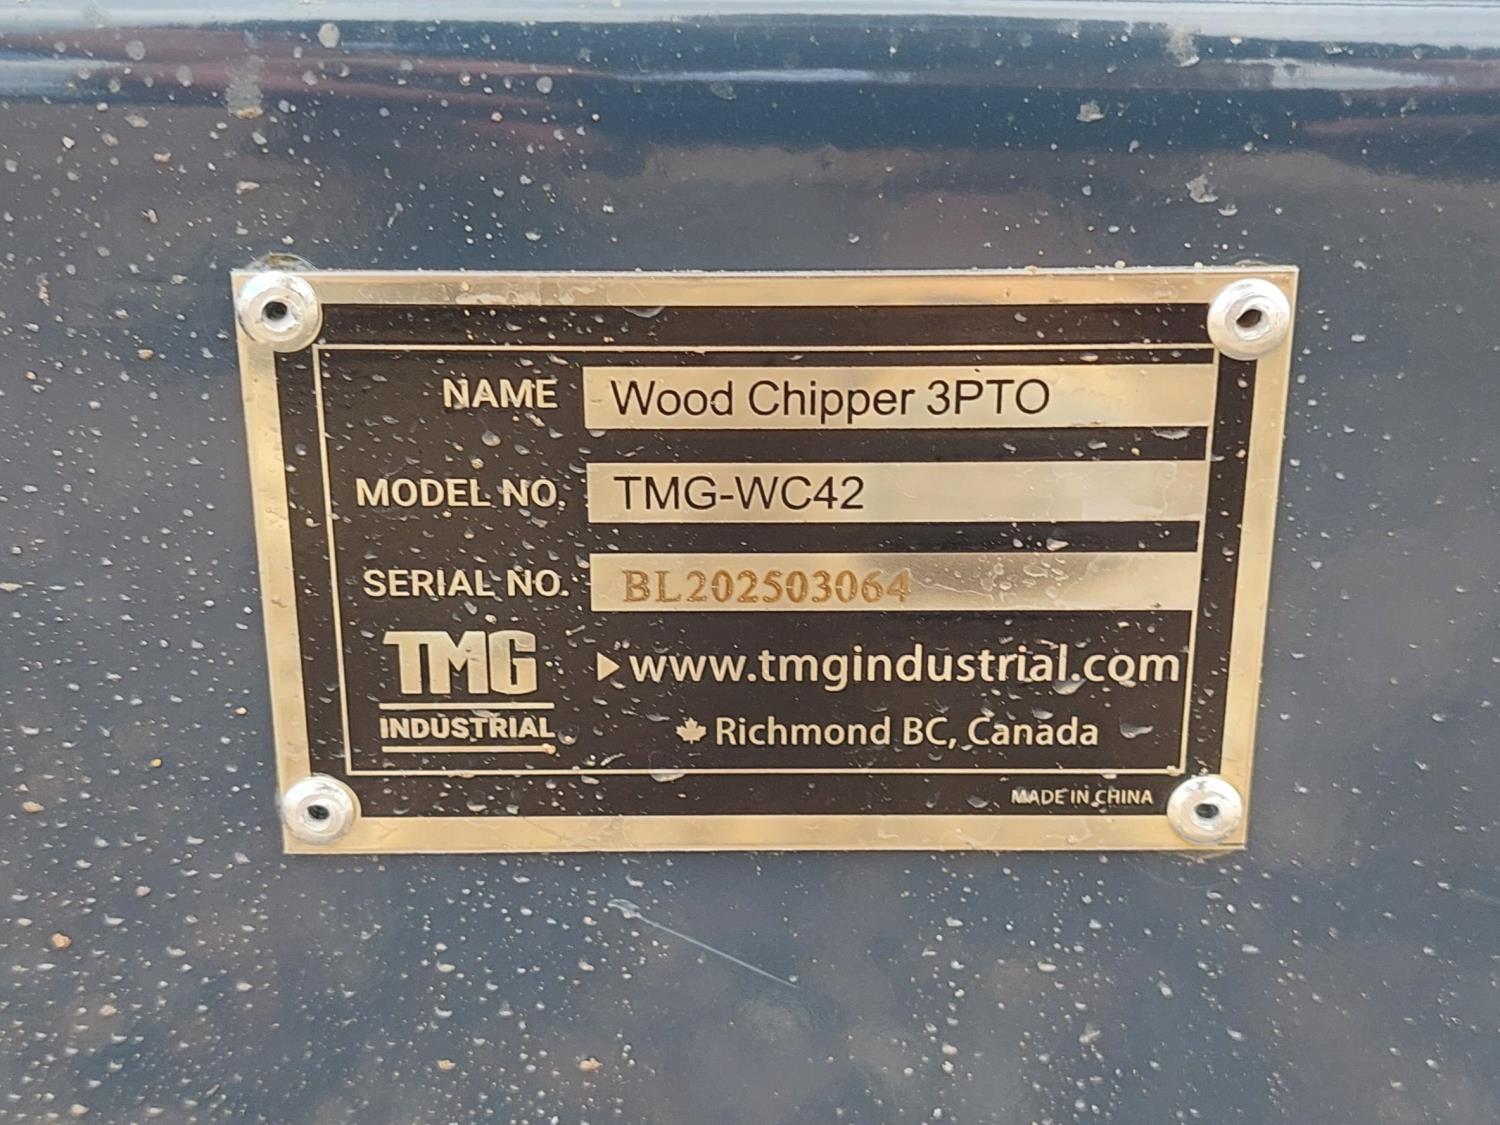 NAME Wood Chipper 3PTO
MODEL NO. TMG-WC42
SERIAL NO. BL202503064
TMG
INDUSTRIAL
www.tmgindustrial.com
Richmond BC, Canada
MADE IN CHINA